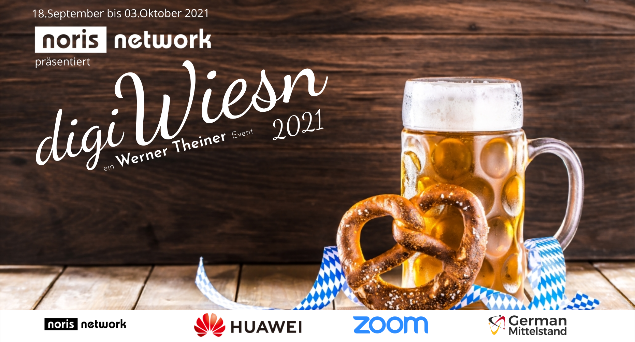 18.September bis 03.Oktober 2021
noris network
präsentiert
digiWiesn
2021
ein Werner Theiner Event
noris network
HUAWEI
zoom
German
Mittelstand